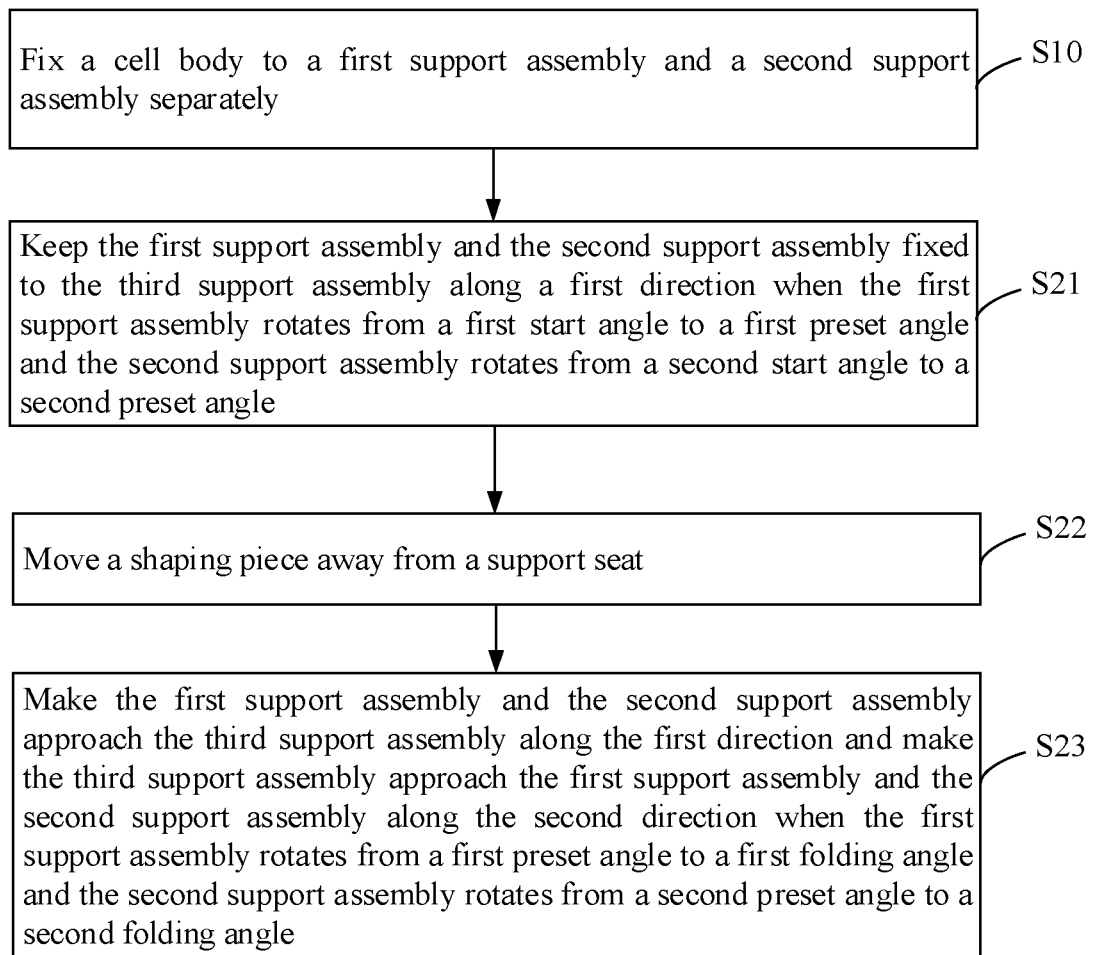 Fix a cell body to a first support assembly and a second support
assembly separately
S10
Keep the first support assembly and the second support assembly fixed
to the third support assembly along a first direction when the first
support assembly rotates from a first start angle to a first preset angle
and the second support assembly rotates from a second start angle to a
second preset angle
S21
Move a shaping piece away from a support seat
S22
Make the first support assembly and the second support assembly
approach the third support assembly along the first direction and make
the third support assembly approach the first support assembly and the
second support assembly along the second direction when the first
support assembly rotates from a first preset angle to a first folding angle
and the second support assembly rotates from a second preset angle to a
second folding angle
S23